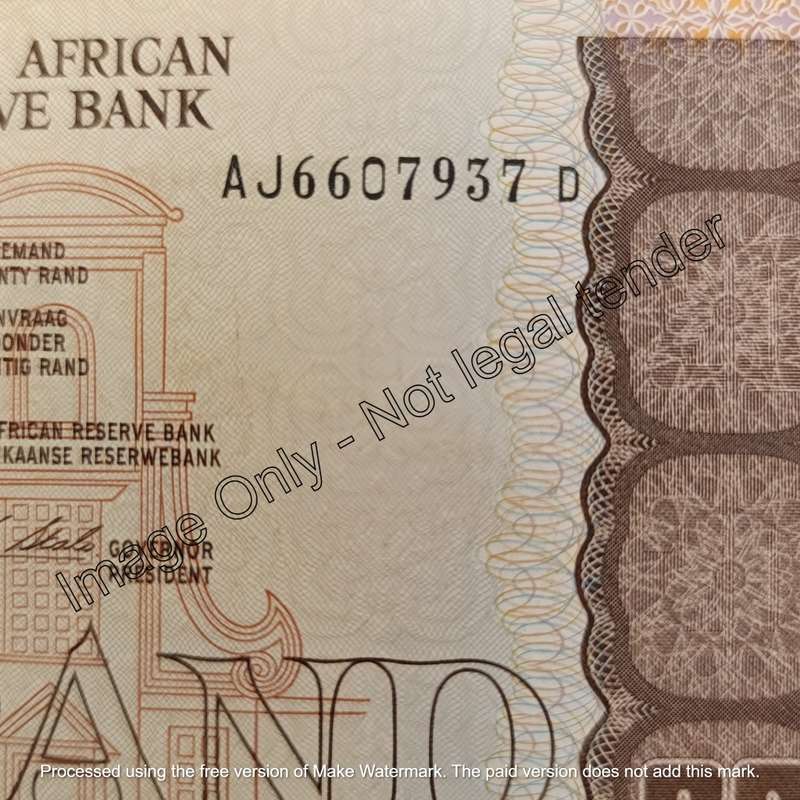 AFRICAN
VE BANK
AJ6607937 D
EMAND
NTY RAND
NVRAAG
ONDER
TIG RAND
FRICAN RESERVE BANK
KAANSE RESERWEBANK
GOVERNOR
PRESIDENT
AND
Image Only - Not legal tender
Processed using the free version of Make Watermark. The paid version does not add this mark.